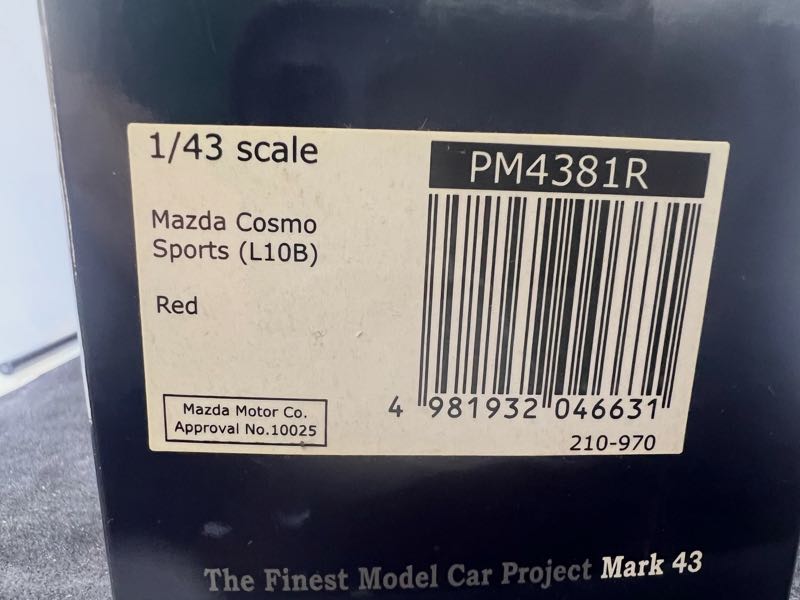 1/43 scale
PM4381R
Mazda Cosmo
Sports (L10B)
Red
Mazda Motor Co.
Approval No.10025
4 981932 046631
210-970
The Finest Model Car Project Mark 43